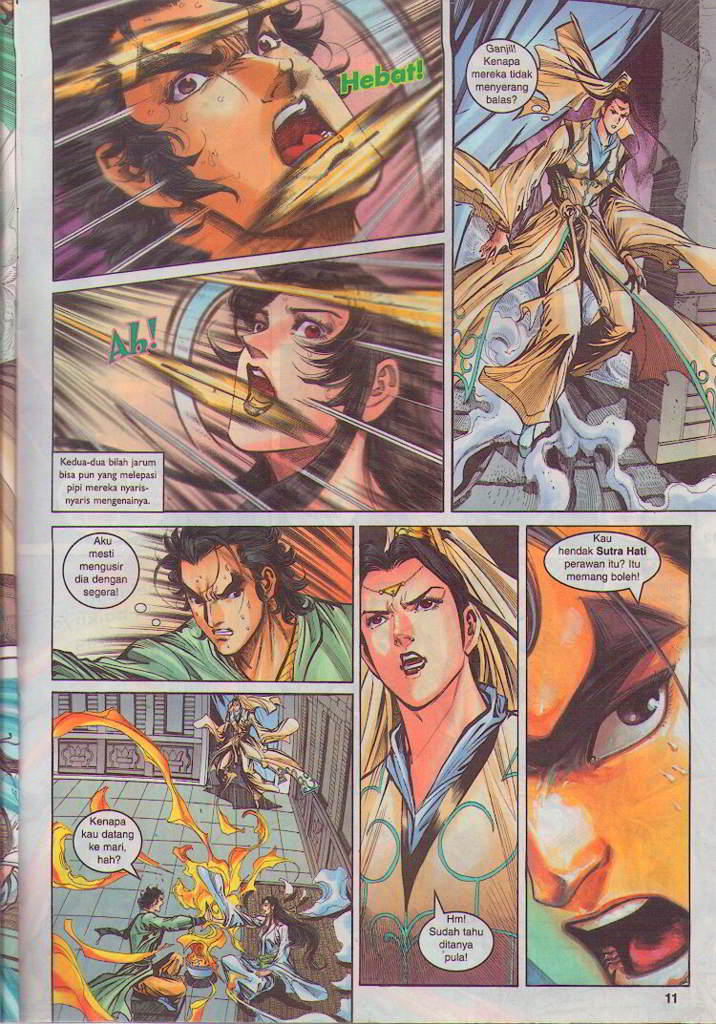 Hebat!
Ganjil!
Kenapa
mereka tidak
menyerang
balas?
Ah!
Kedua-dua bilah jarum
bisa pun yang melepasi
pipi mereka nyaris-
nyaris mengenainya.
Aku
mesti
mengusir
dia dengan
segera!
Kenapa
kau datang
ke mari,
hah?
Hm!
Sudah tahu
ditanya
pula!
Kau
hendak Sutra Hati
perawan itu? Itu
memang boleh!
11